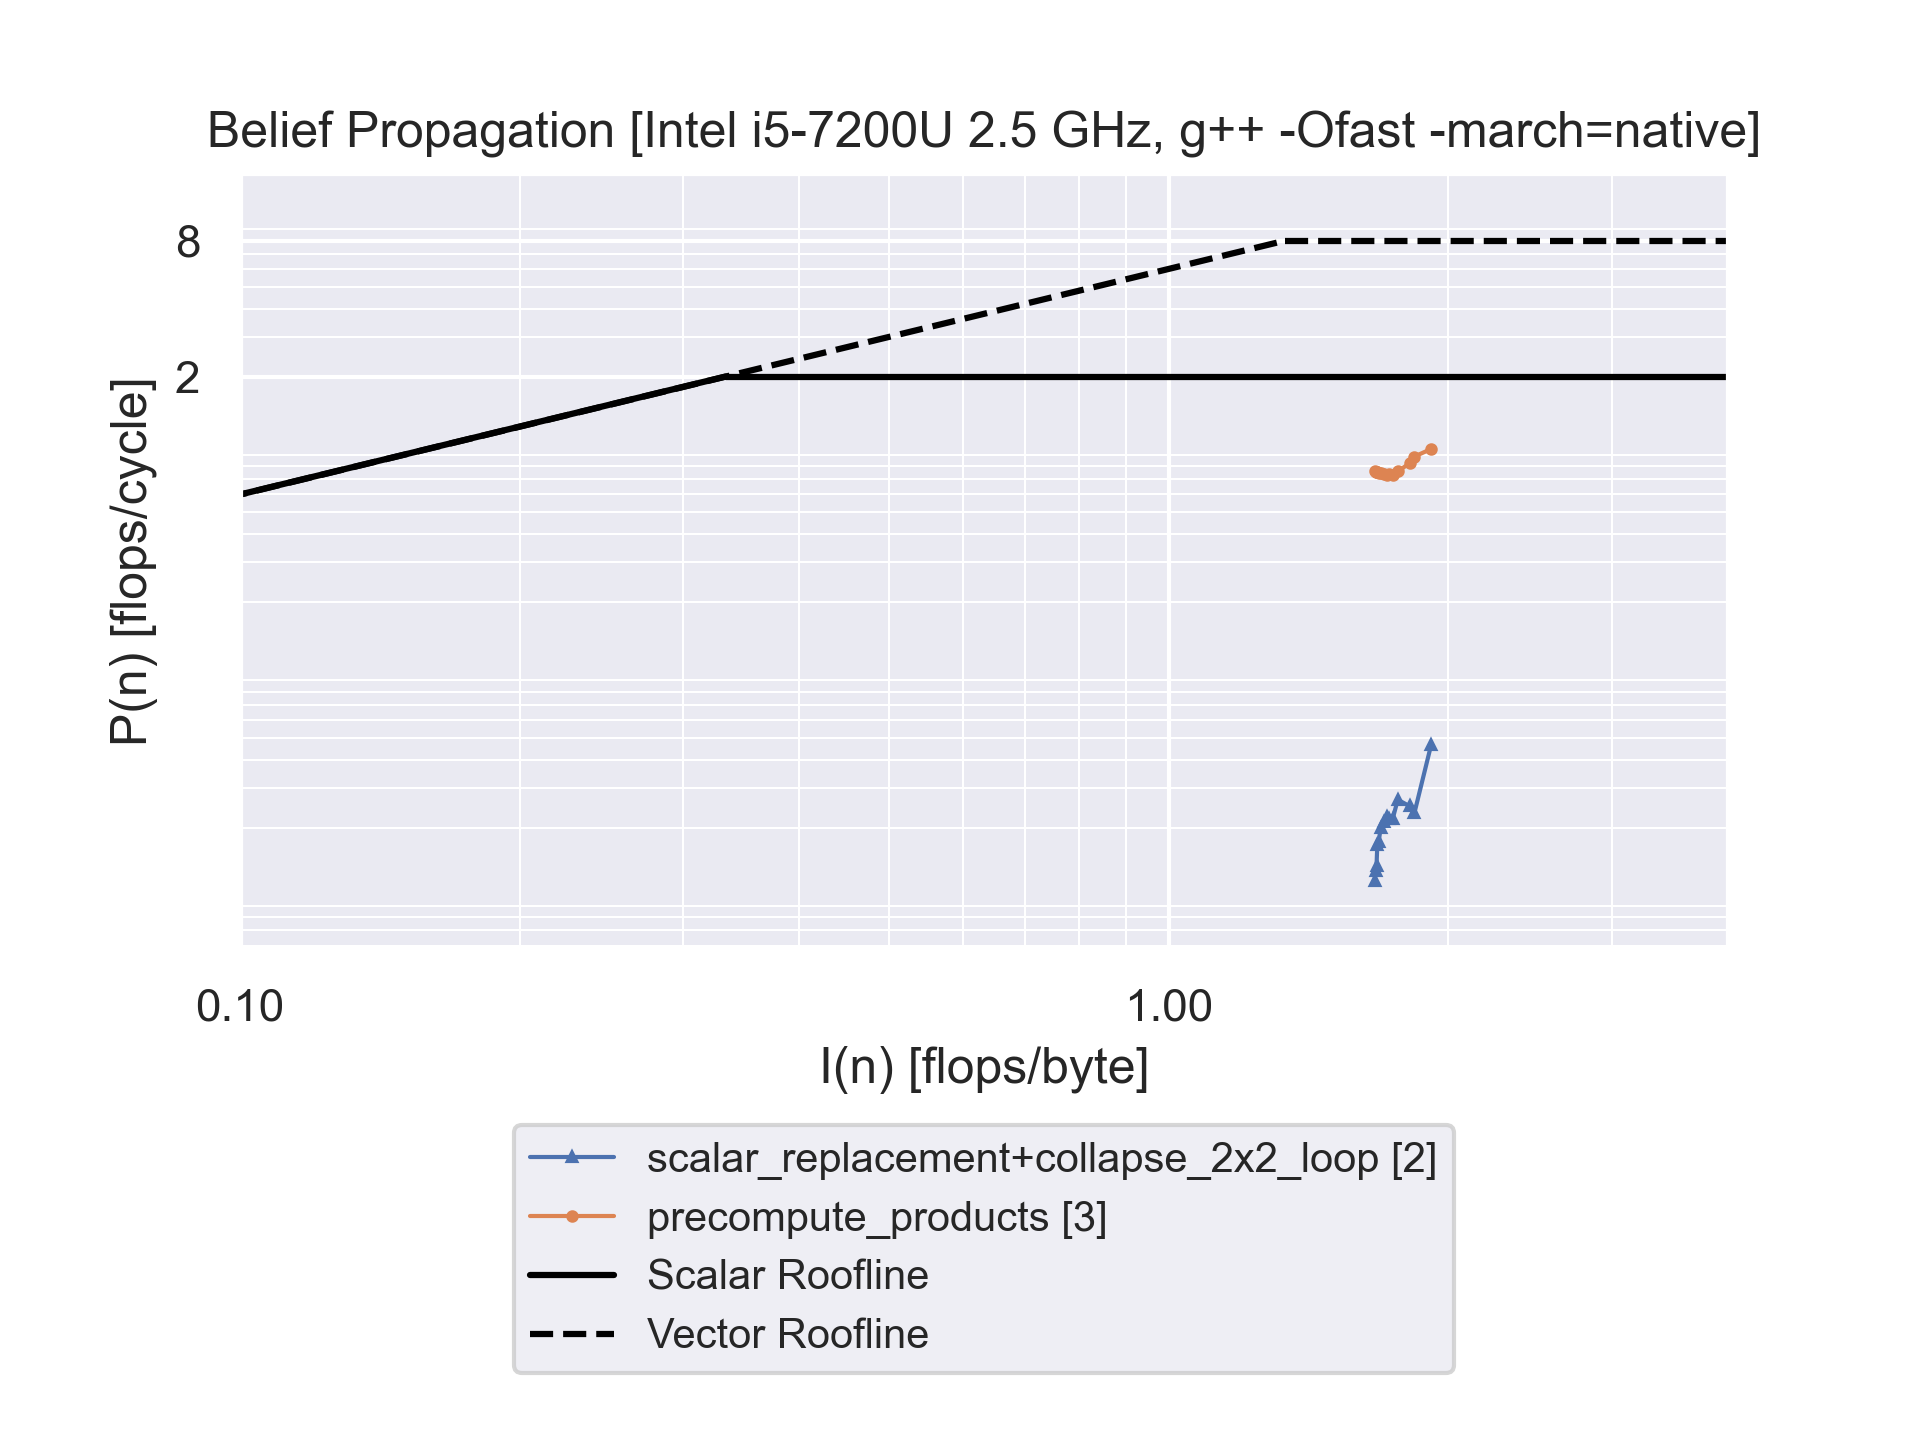 Belief Propagation [Intel i5-7200U 2.5 GHz, g++ -Ofast -march=native]
8
2
P(n) [flops/cycle]
0.10
1.00
I(n) [flops/byte]
scalar_replacement+collapse_2x2_loop [2]
precompute_products [3]
Scalar Roofline
Vector Roofline